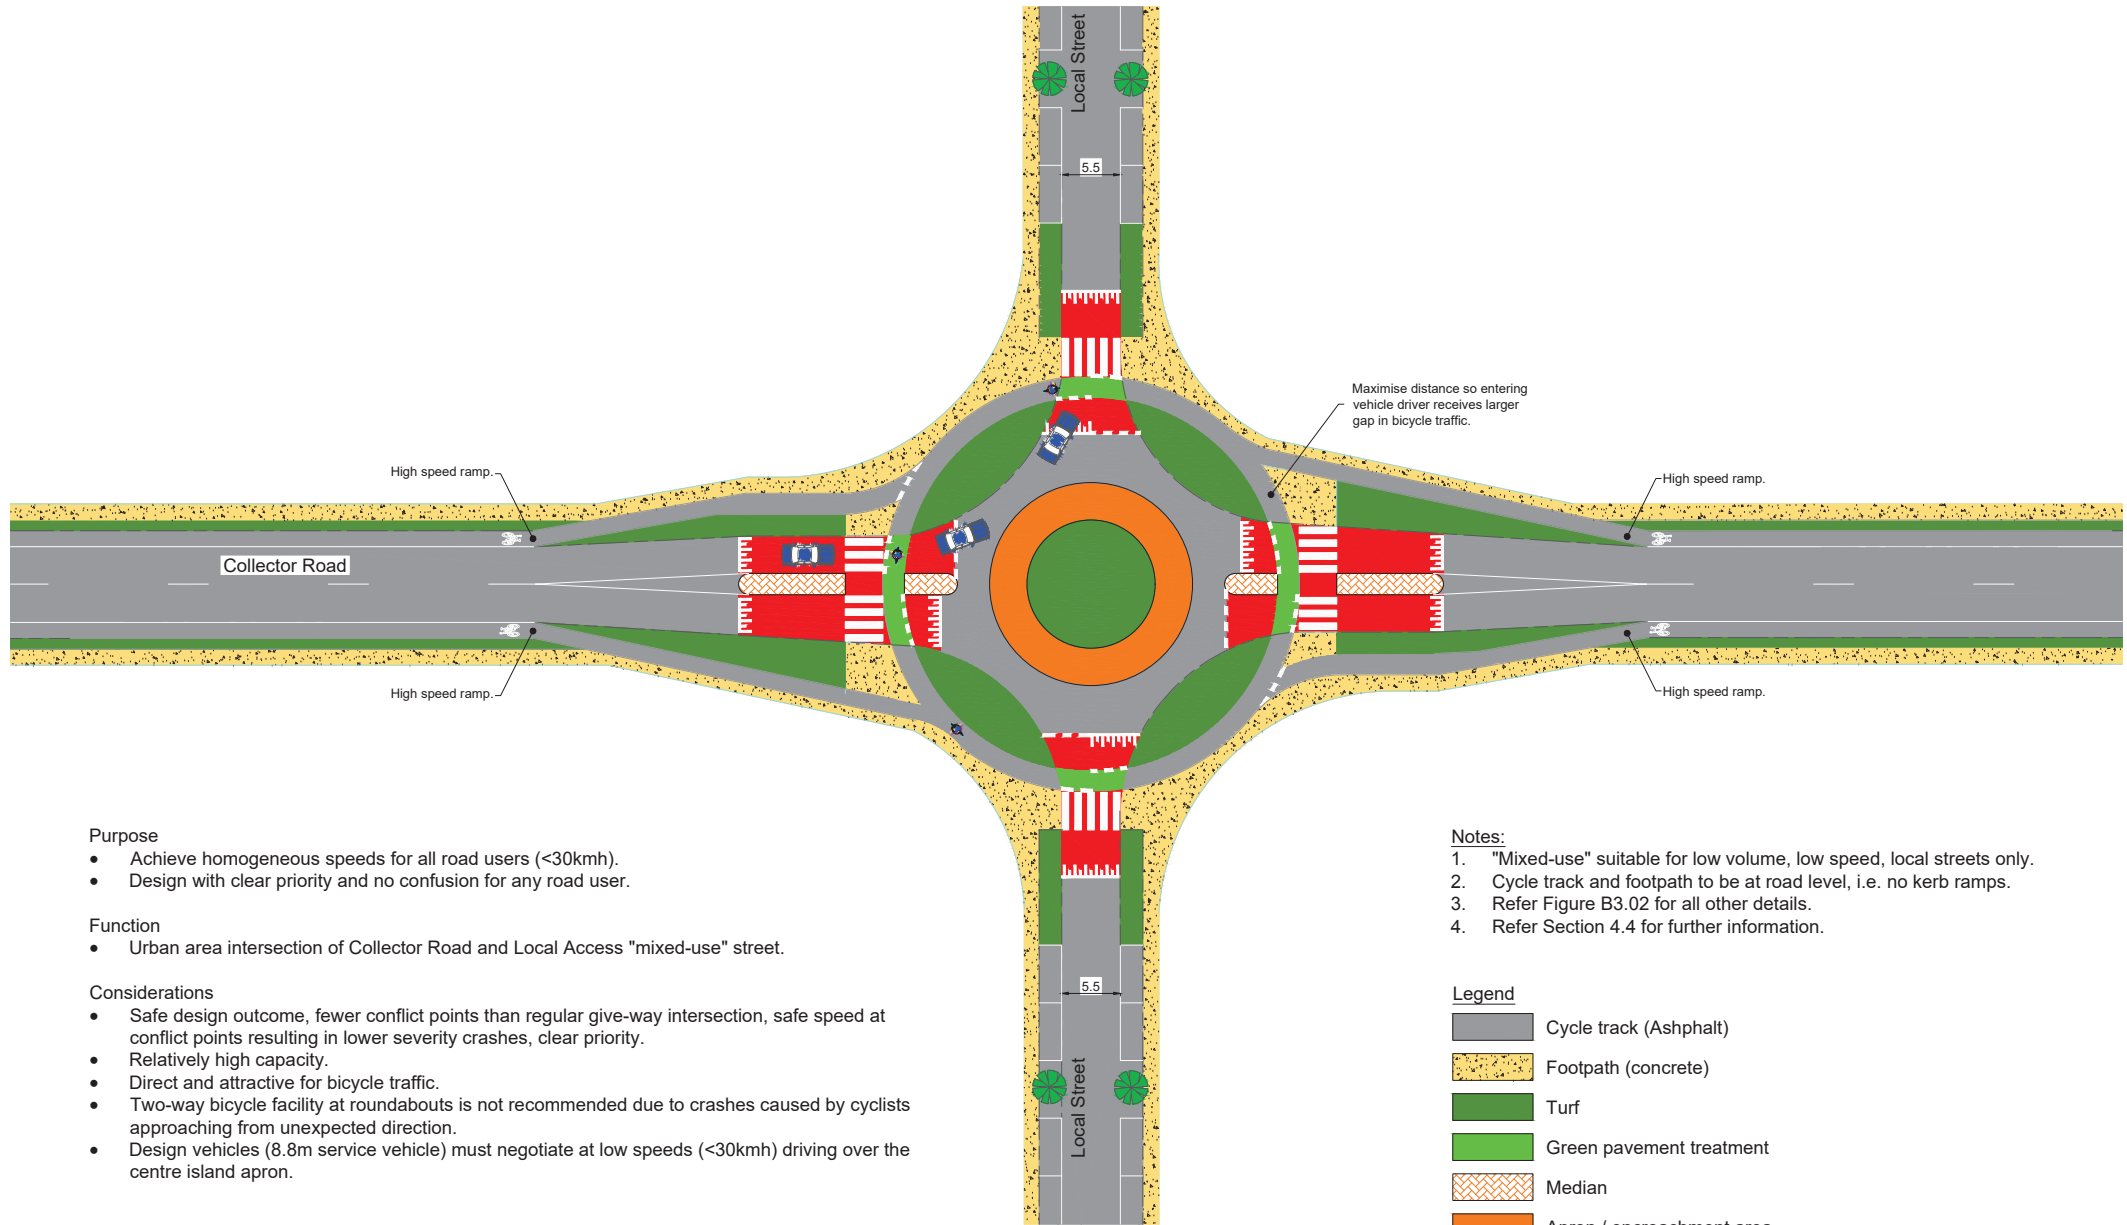 Local Street
5.5
Maximise distance so entering
vehicle driver receives larger
gap in bicycle traffic.
High speed ramp.
High speed ramp.
Collector Road
High speed ramp.
High speed ramp.
Purpose
• Achieve homogeneous speeds for all road users (<30kmh).
• Design with clear priority and no confusion for any road user.
Function
• Urban area intersection of Collector Road and Local Access "mixed-use" street.
Considerations
• Safe design outcome, fewer conflict points than regular give-way intersection, safe speed at
conflict points resulting in lower severity crashes, clear priority.
• Relatively high capacity.
• Direct and attractive for bicycle traffic.
• Two-way bicycle facility at roundabouts is not recommended due to crashes caused by cyclists
approaching from unexpected direction.
• Design vehicles (8.8m service vehicle) must negotiate at low speeds (<30kmh) driving over the
centre island apron.
5.5
Local Street
Notes:
1. "Mixed-use" suitable for low volume, low speed, local streets only.
2. Cycle track and footpath to be at road level, i.e. no kerb ramps.
3. Refer Figure B3.02 for all other details.
4. Refer Section 4.4 for further information.
Legend
Cycle track (Ashphalt)
Footpath (concrete)
Turf
Green pavement treatment
Median
Apron / encroachment area